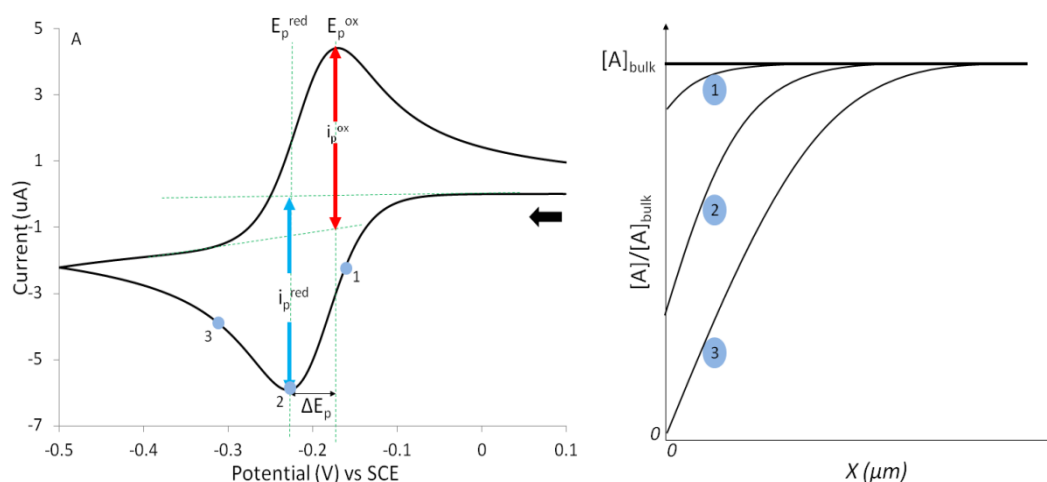 A
E_p^red
E_p^ox
i_p^ox
i_p^red
ΔE_p
1
2
3
5
3
1
-1
-3
-5
-7
Current (uA)
-0.5
-0.4
-0.3
-0.2
-0.1
0
0.1
Potential (V) vs SCE
[A]bulk
[A]/[A]bulk
1
2
3
0
0
X (μm)